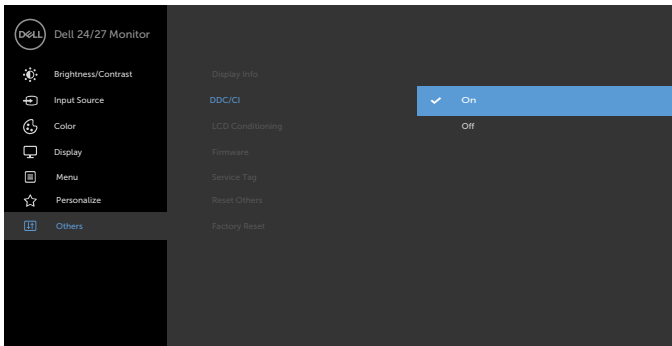 DELL
Dell 24/27 Monitor
Brightness/Contrast
Input Source
Color
Display
Menu
Personalize
Others
Display Info
DDC/CI
LCD Conditioning
Firmware
Service Tag
Reset Others
Factory Reset
On
Off